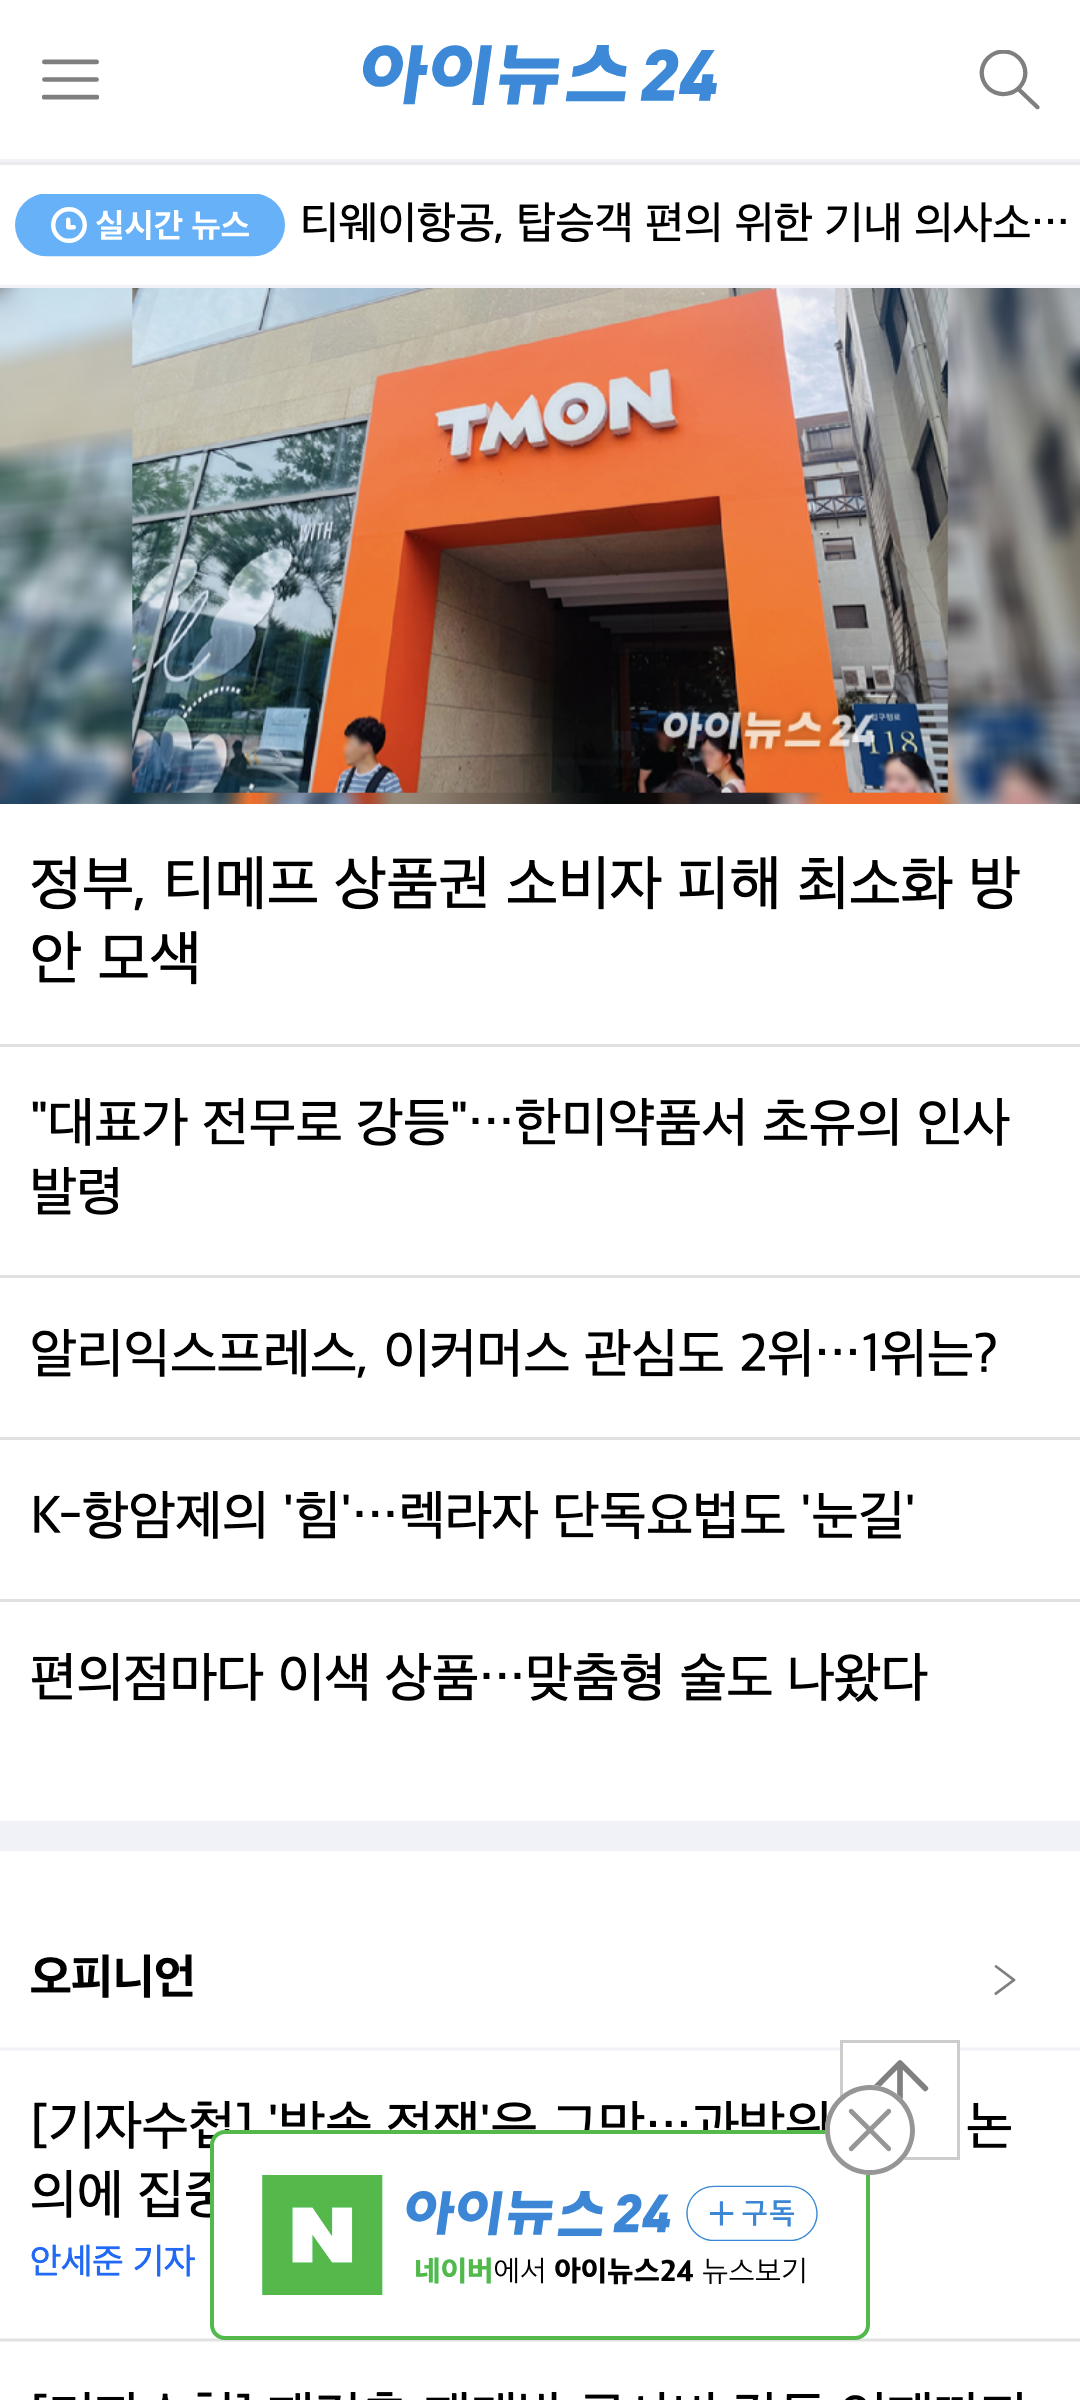 아이뉴스24
실시간 뉴스 티웨이항공, 탑승객 편의 위한 기내 의사소…
TMON
WITH
아이뉴스24
118
정부, 티메프 상품권 소비자 피해 최소화 방
안 모색
"대표가 전무로 강등"…한미약품서 초유의 인사
발령
알리익스프레스, 이커머스 관심도 2위…1위는?
K-항암제의 '힘'…렉라자 단독요법도 '눈길'
편의점마다 이색 상품…맞춤형 술도 나왔다
오피니언
[기자수첩] '방송 전쟁'은 그만…과방위 논
의에 집중
안세준 기자
N 아이뉴스24 + 구독
네이버에서 아이뉴스24 뉴스보기